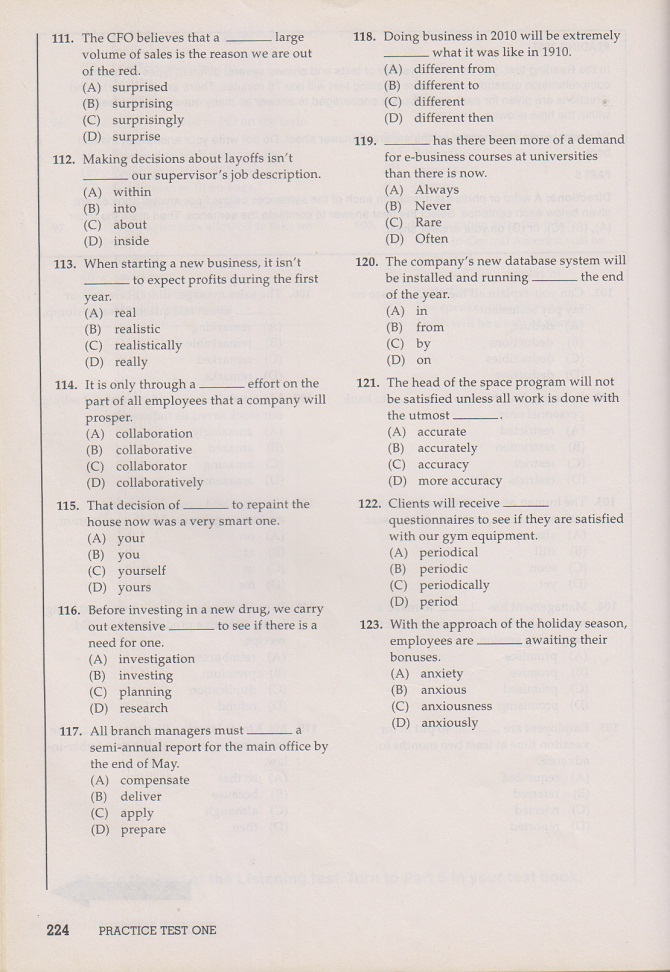 111. The CFO believes that a ______ large
volume of sales is the reason we are out
of the red.
(A) surprised
(B) surprising
(C) surprisingly
(D) surprise
112. Making decisions about layoffs isn't
______ our supervisor's job description.
(A) within
(B) into
(C) about
(D) inside
113. When starting a new business, it isn't
______ to expect profits during the first
year.
(A) real
(B) realistic
(C) realistically
(D) really
114. It is only through a ______ effort on the
part of all employees that a company will
prosper.
(A) collaboration
(B) collaborative
(C) collaborator
(D) collaboratively
115. That decision of ______ to repaint the
house now was a very smart one.
(A) your
(B) you
(C) yourself
(D) yours
116. Before investing in a new drug, we carry
out extensive ______ to see if there is a
need for one.
(A) investigation
(B) investing
(C) planning
(D) research
117. All branch managers must ______ a
semi-annual report for the main office by
the end of May.
(A) compensate
(B) deliver
(C) apply
(D) prepare
118. Doing business in 2010 will be extremely
______ what it was like in 1910.
(A) different from
(B) different to
(C) different
(D) different then
119. ______ has there been more of a demand
for e-business courses at universities
than there is now.
(A) Always
(B) Never
(C) Rare
(D) Often
120. The company's new database system will
be installed and running ______ the end
of the year.
(A) in
(B) from
(C) by
(D) on
121. The head of the space program will not
be satisfied unless all work is done with
the utmost ______.
(A) accurate
(B) accurately
(C) accuracy
(D) more accuracy
122. Clients will receive ______
questionnaires to see if they are satisfied
with our gym equipment.
(A) periodical
(B) periodic
(C) periodically
(D) period
123. With the approach of the holiday season,
employees are ______ awaiting their
bonuses.
(A) anxiety
(B) anxious
(C) anxiousness
(D) anxiously
224 PRACTICE TEST ONE